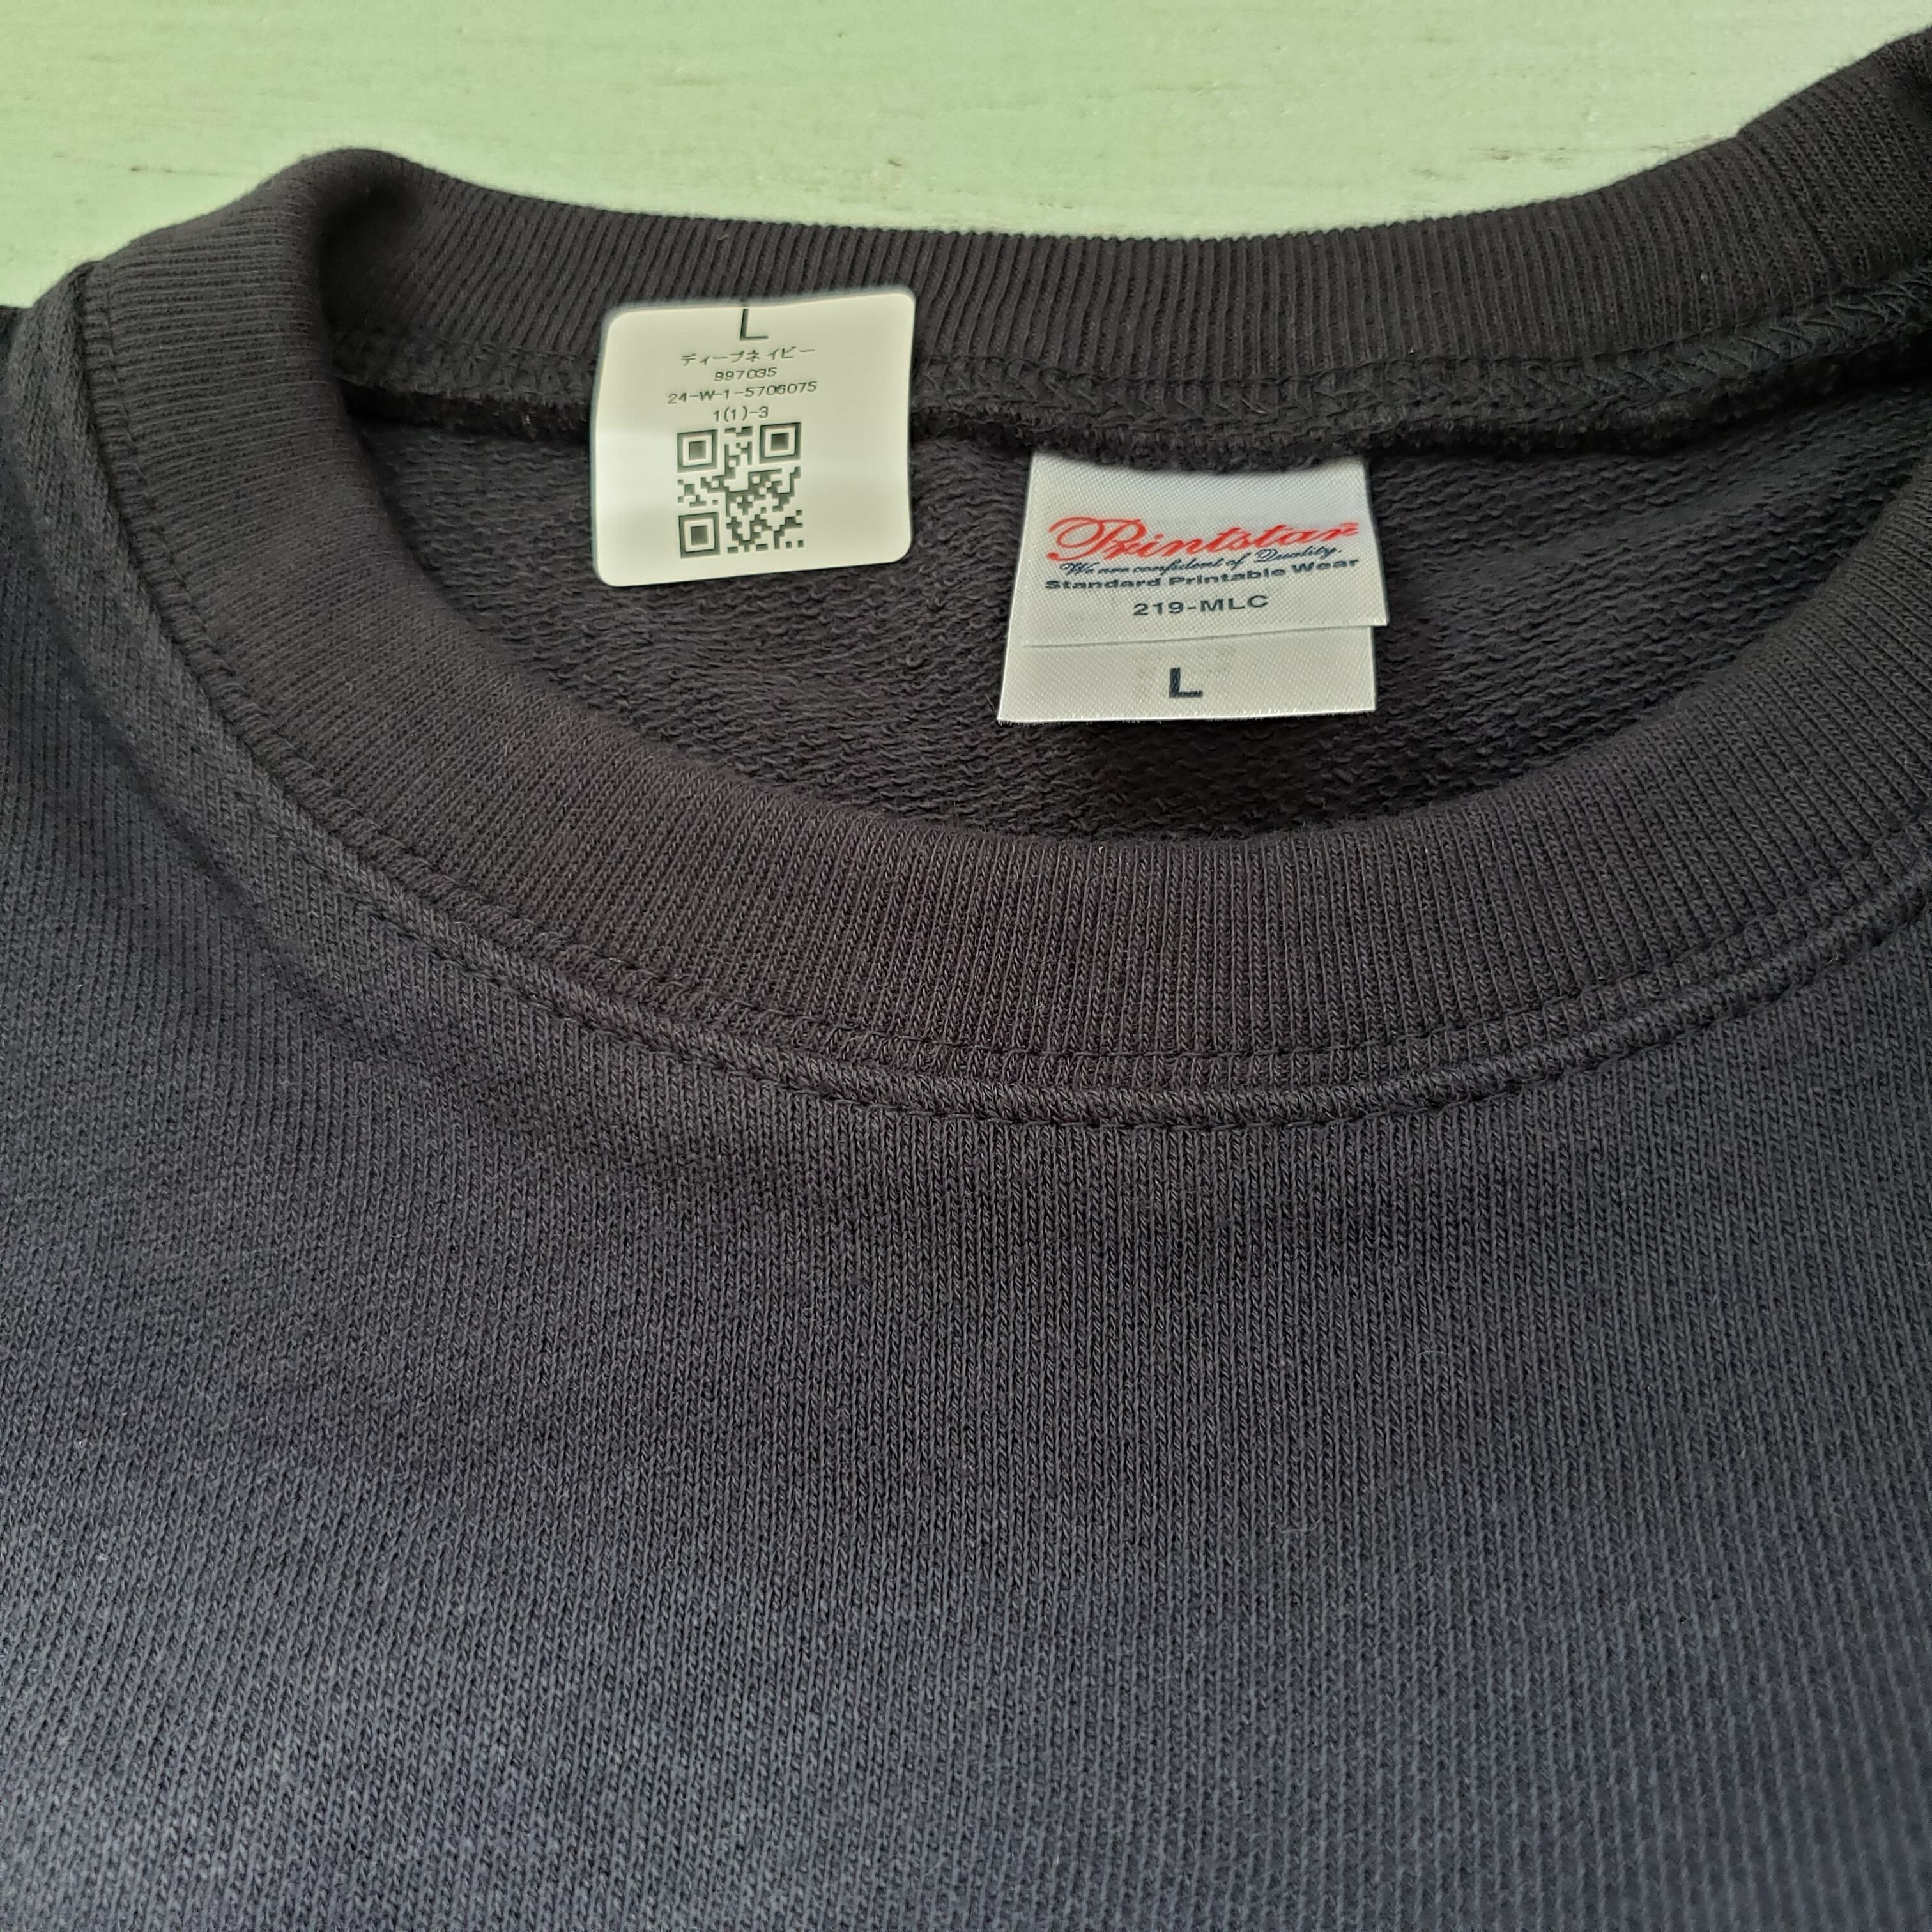 L
ディープネイビー
997035
24-W-1-5706075
1(1)-3
Printstar
We are confident of Quality.
Standard Printable Wear
219-MLC
L